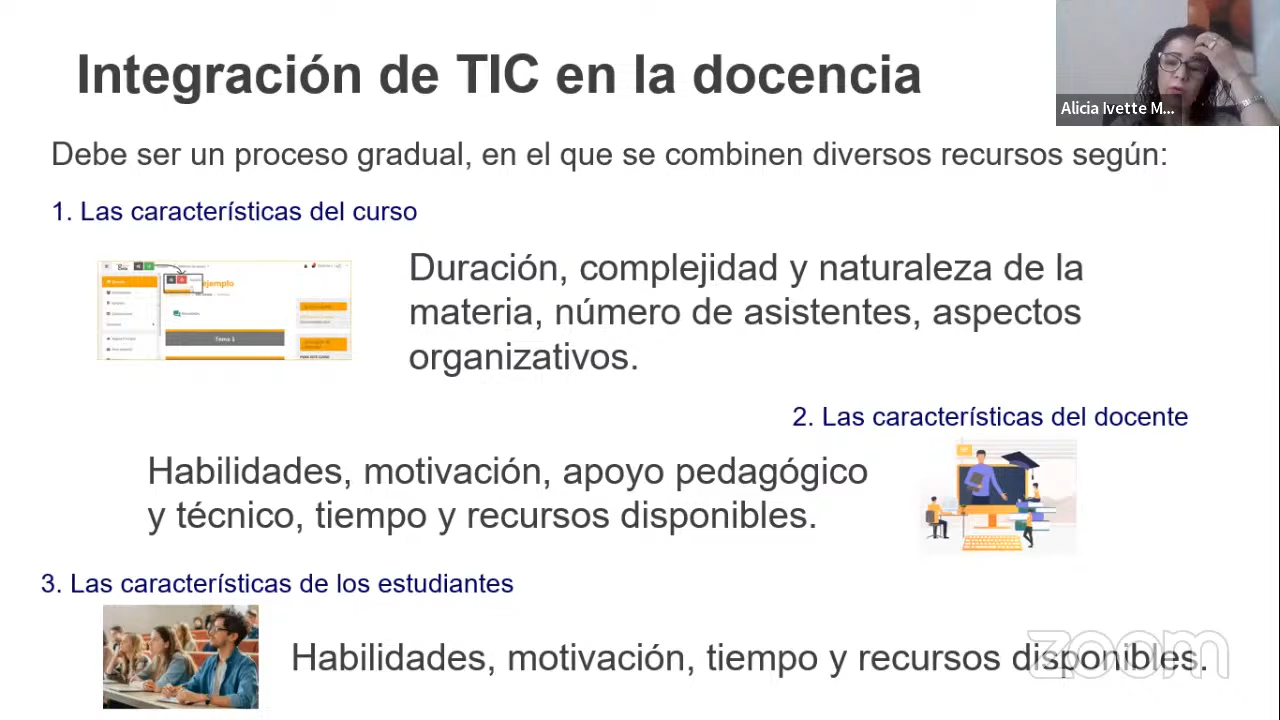 Integración de TIC en la docencia
Alicia Ivette M...
Debe ser un proceso gradual, en el que se combinen diversos recursos según:
1. Las características del curso
ejemplo
Tema 1
Duración, complejidad y naturaleza de la
materia, número de asistentes, aspectos
organizativos.
2. Las características del docente
Habilidades, motivación, apoyo pedagógico
y técnico, tiempo y recursos disponibles.
3. Las características de los estudiantes
Habilidades, motivación, tiempo y recursos disponibles.
zoom